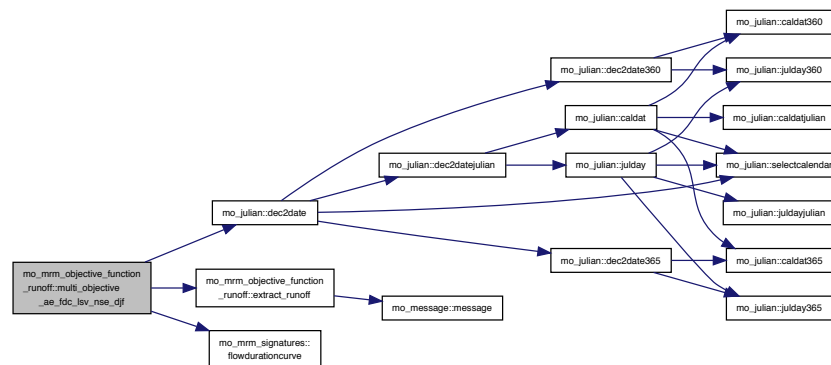 mo_mrm_objective_function
_runoff::multi_objective
_ae_fdc_lsv_nse_djf
mo_julian::dec2date
mo_mrm_objective_function
_runoff::extract_runoff
mo_mrm_signatures::
flowdurationcurve
mo_julian::dec2datejulian
mo_message::message
mo_julian::dec2date360
mo_julian::caldat
mo_julian::julday
mo_julian::dec2date365
mo_julian::caldat360
mo_julian::julday360
mo_julian::caldatjulian
mo_julian::selectcalendar
mo_julian::juldayjulian
mo_julian::caldat365
mo_julian::julday365